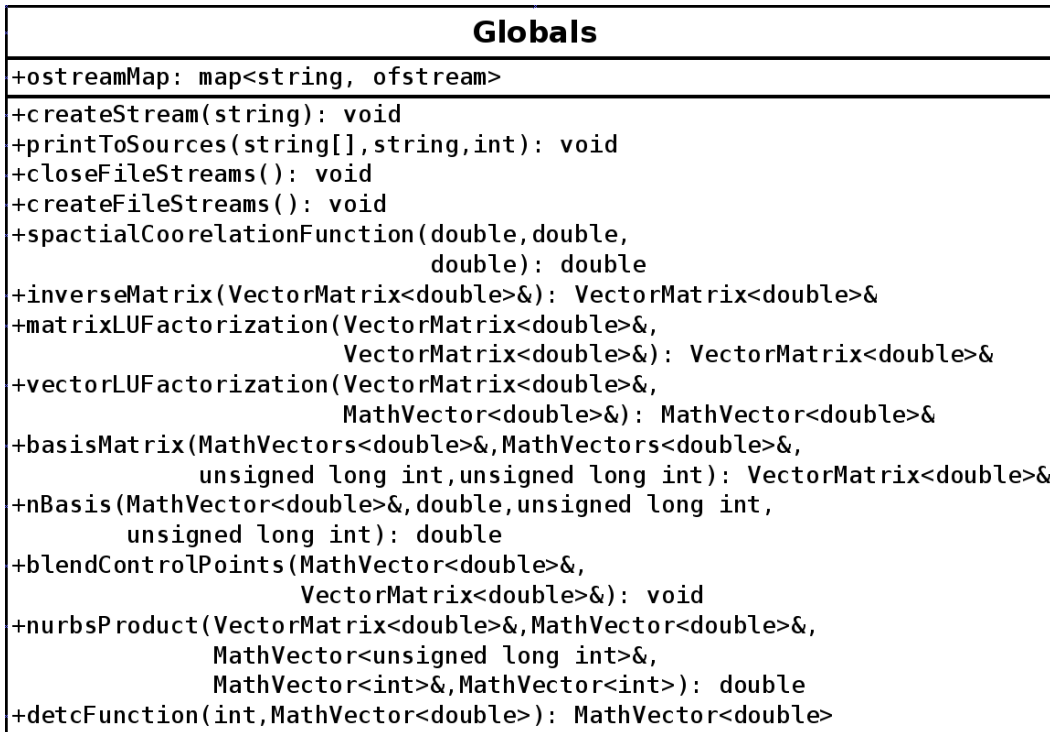 Globals
+ostreamMap: map<string, ofstream>
+createStream(string): void
+printToSources(string[],string,int): void
+closeFileStreams(): void
+createFileStreams(): void
+spactialCoorelationFunction(double,double,
double): double
+inverseMatrix(VectorMatrix<double>&): VectorMatrix<double>&
+matrixLUFactorization(VectorMatrix<double>&,
VectorMatrix<double>&): VectorMatrix<double>&
+vectorLUFactorization(VectorMatrix<double>&,
MathVector<double>&): MathVector<double>&
+basisMatrix(MathVectors<double>&,MathVectors<double>&,
unsigned long int,unsigned long int): VectorMatrix<double>&
+nBasis(MathVector<double>&,double,unsigned long int,
unsigned long int): double
+blendControlPoints(MathVector<double>&,
VectorMatrix<double>&): void
+nurbsProduct(VectorMatrix<double>&,MathVector<double>&,
MathVector<unsigned long int>&,
MathVector<int>&,MathVector<int>): double
+detcFunction(int,MathVector<double>): MathVector<double>